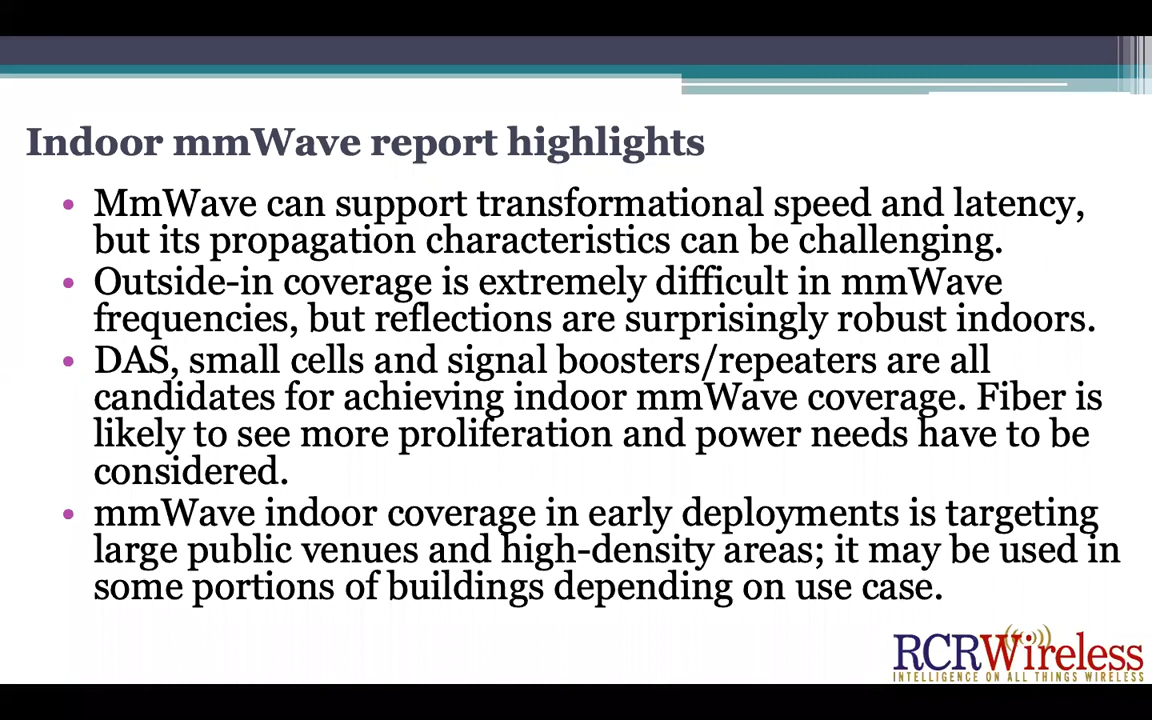 Indoor mmWave report highlights
• MmWave can support transformational speed and latency,
but its propagation characteristics can be challenging.
• Outside-in coverage is extremely difficult in mmWave
frequencies, but reflections are surprisingly robust indoors.
• DAS, small cells and signal boosters/repeaters are all
candidates for achieving indoor mmWave coverage. Fiber is
likely to see more proliferation and power needs have to be
considered.
• mmWave indoor coverage in early deployments is targeting
large public venues and high-density areas; it may be used in
some portions of buildings depending on use case.
RCRWireless
INTELLIGENCE ON ALL THINGS WIRELESS